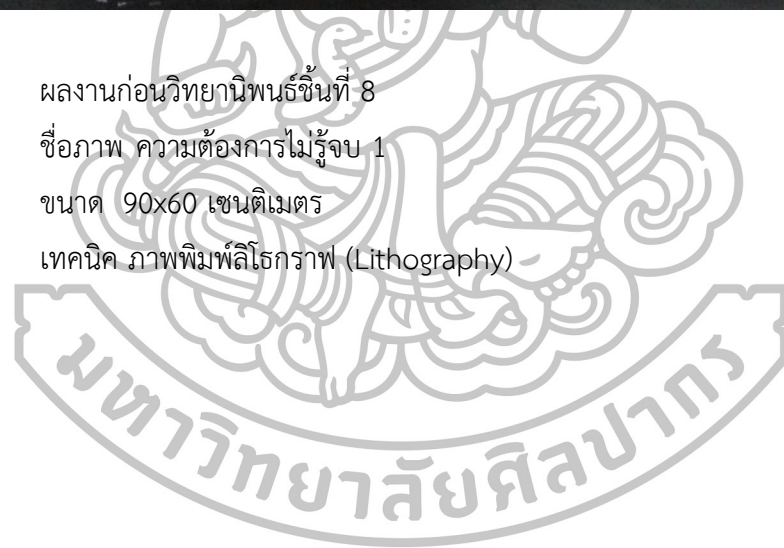 ผลงานก่อนวิทยานิพนธ์ชิ้นที่ 8
ชื่อภาพ ความต้องการไม่รู้จบ 1
ขนาด  90x60 เซนติเมตร
เทคนิค ภาพพิมพ์ลิโธกราฟ (Lithography)
มหาวิทยาลัยศิลปากร